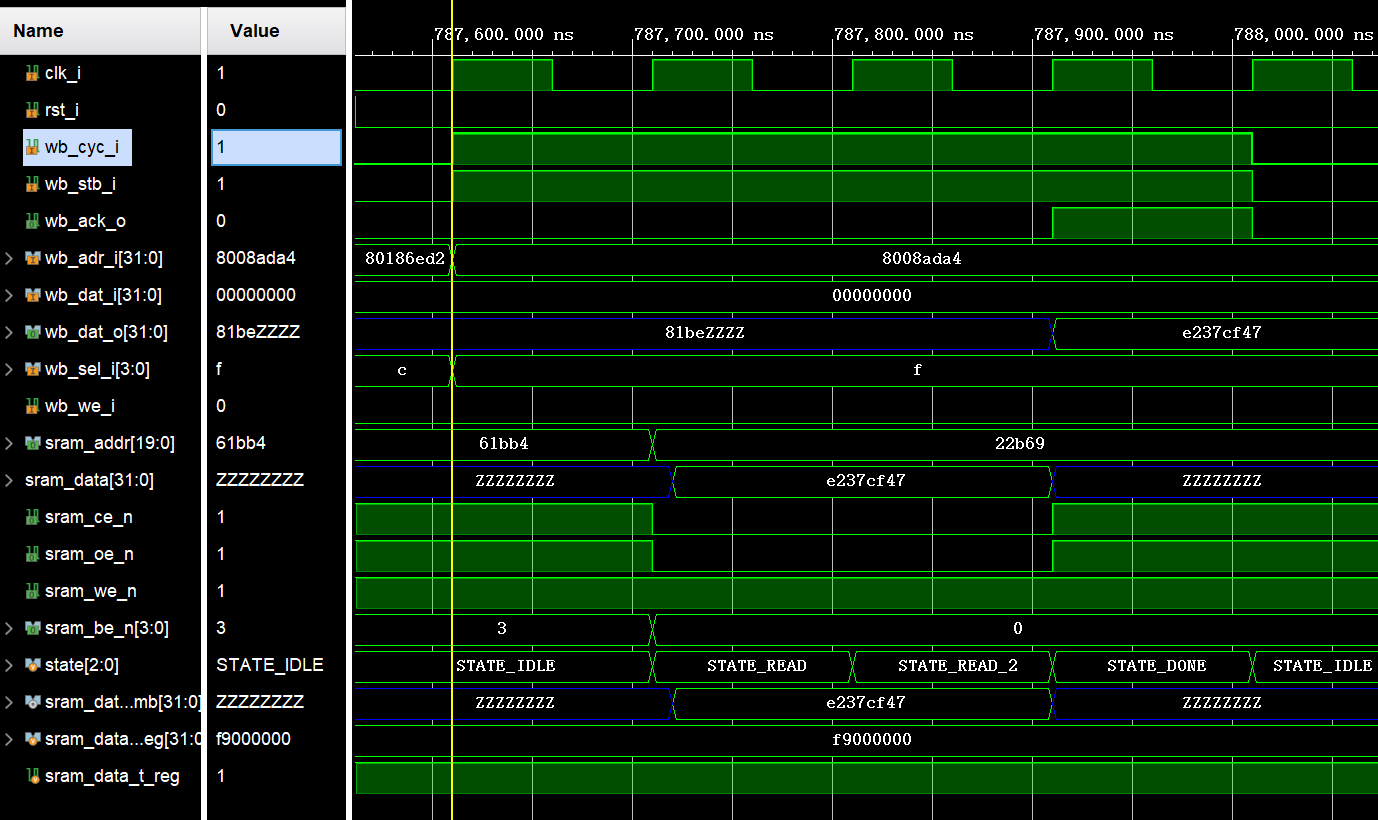 Name Value 787,600.000 ns 787,700.000 ns 787,800.000 ns 787,900.000 ns 788,000.000 ns
clk_i 1
rst_i 0
wb_cyc_i 1
wb_stb_i 1
wb_ack_o 0
wb_adr_i[31:0] 8008ada4 80186ed2 8008ada4
wb_dat_i[31:0] 00000000 00000000
wb_dat_o[31:0] 81beZZZZ 81beZZZZ e237cf47
wb_sel_i[3:0] f c f
wb_we_i 0
sram_addr[19:0] 61bb4 61bb4 22b69
sram_data[31:0] ZZZZZZZZ ZZZZZZZZ e237cf47 ZZZZZZZZ
sram_ce_n 1
sram_oe_n 1
sram_we_n 1
sram_be_n[3:0] 3 3 0
state[2:0] STATE_IDLE STATE_IDLE STATE_READ STATE_READ_2 STATE_DONE STATE_IDLE
sram_dat...mb[31:0] ZZZZZZZZ ZZZZZZZZ e237cf47 ZZZZZZZZ
sram_data...eg[31:0 f9000000 f9000000
sram_data_t_reg 1